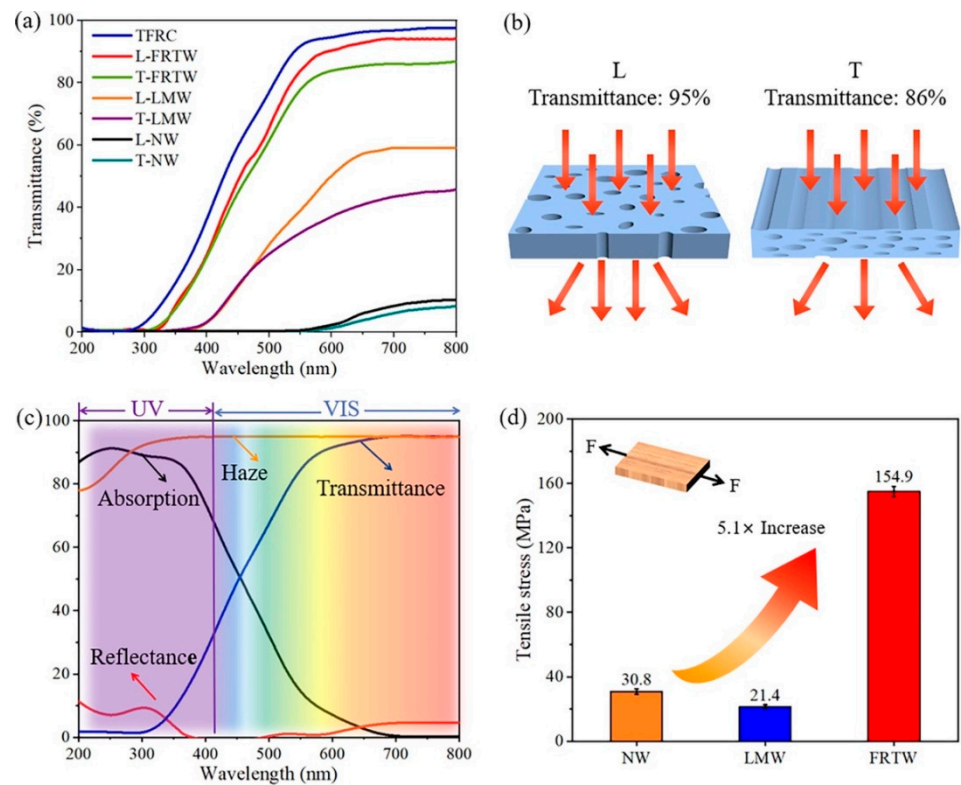 (a)
100
80
60
40
20
0
Transmittance (%)
TFRC
L-FRTW
T-FRTW
L-LMW
T-LMW
L-NW
T-NW
200 300 400 500 600 700 800
Wavelength (nm)
(b)
L
Transmittance: 95%
T
Transmittance: 86%
(c)
UV
VIS
100
80
60
40
20
0
Haze
Absorption
Transmittance
Reflectance
200 300 400 500 600 700 800
Wavelength (nm)
(d)
200
160
120
80
40
0
Tensile stress (MPa)
F
F
5.1× Increase
30.8
21.4
154.9
NW LMW FRTW